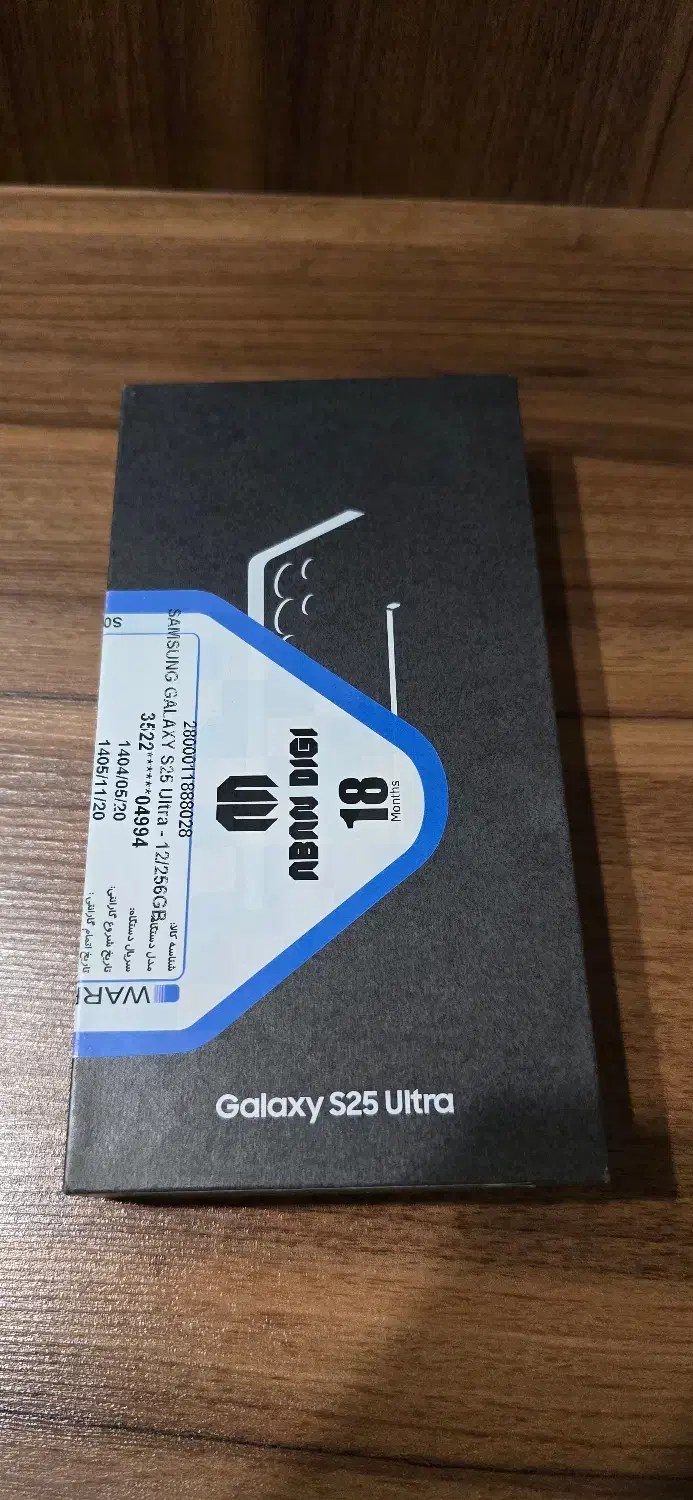 2800011888028
شناسه کالا:
SAMSUNG GALAXY S25 Ultra - 12/256GB
مدل دستگاه:
3522******04994
سریال دستگاه:
1404/05/20
تاریخ شروع گارانتی:
1405/11/20
تاریخ اتمام گارانتی:
ABAN DIGI
18
Months
Galaxy S25 Ultra